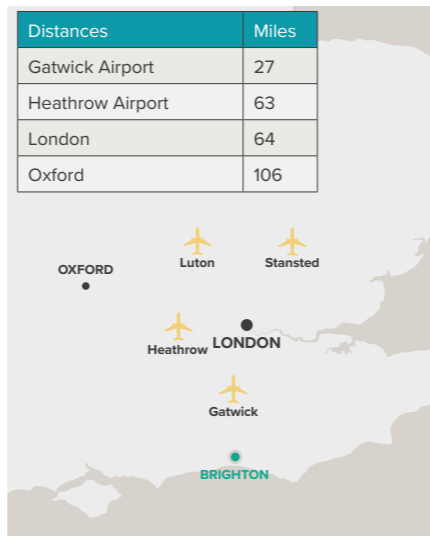 Distances Miles
Gatwick Airport 27
Heathrow Airport 63
London 64
Oxford 106
Luton Stansted
OXFORD
Heathrow LONDON
Gatwick
BRIGHTON